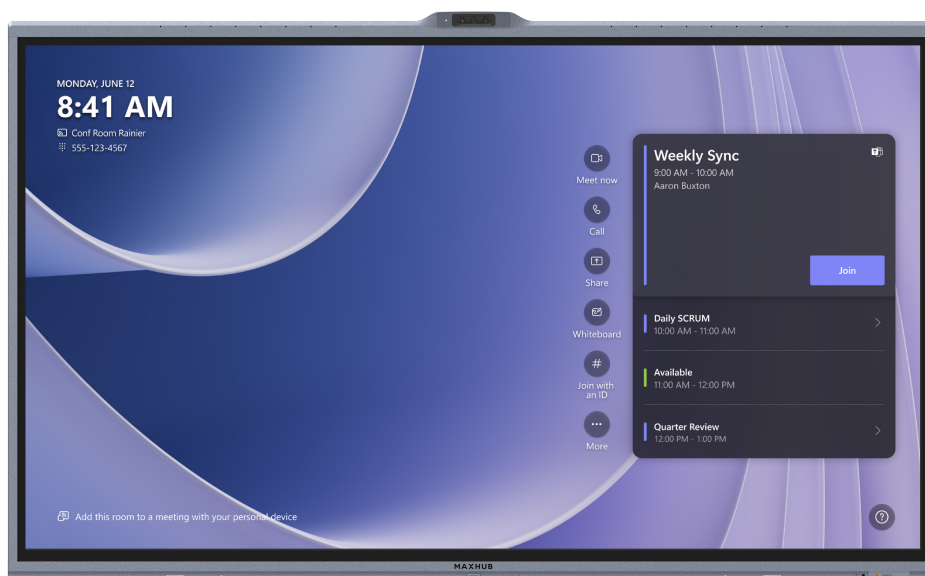 MONDAY, JUNE 12
8:41 AM
Conf Room Rainier
555-123-4567
Meet now
Call
Share
Whiteboard
Join with
an ID
More
Weekly Sync
9:00 AM - 10:00 AM
Aaron Buxton
Join
Daily SCRUM
10:00 AM - 11:00 AM
Available
11:00 AM - 12:00 PM
Quarter Review
12:00 PM - 1:00 PM
Add this room to a meeting with your personal device
MAXHUB